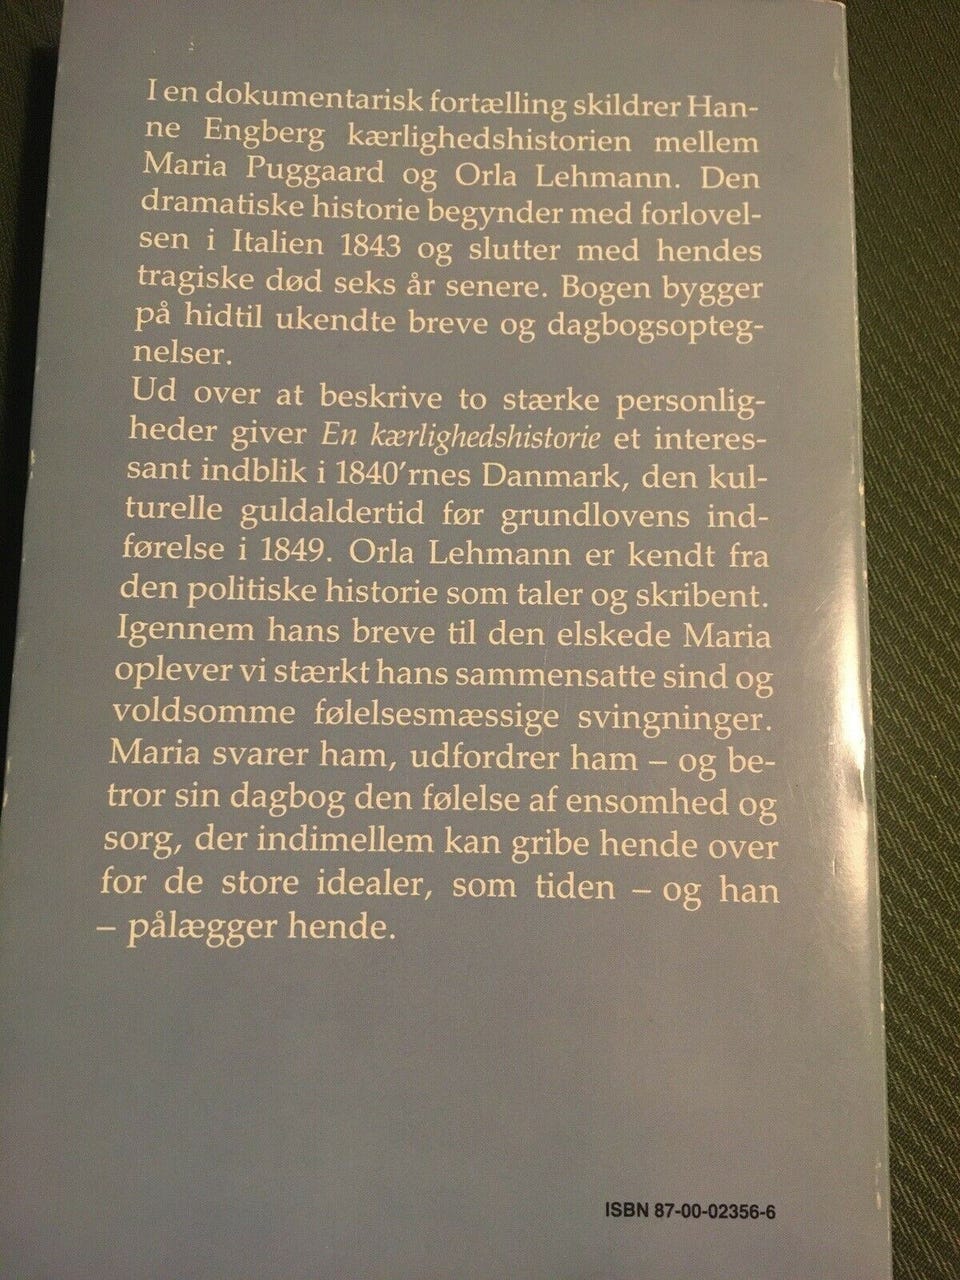 I en dokumentarisk fortælling skildrer Han-
ne Engberg kærlighedshistorien mellem
Maria Puggaard og Orla Lehmann. Den
dramatiske historie begynder med forlovel-
sen i Italien 1843 og slutter med hendes
tragiske død seks år senere. Bogen bygger
på hidtil ukendte breve og dagbogsopteg-
nelser.
Ud over at beskrive to stærke personlig-
heder giver En kærlighedshistorie et interes-
sant indblik i 1840'rnes Danmark, den kul-
turelle guldaldertid før grundlovens ind-
førelse i 1849. Orla Lehmann er kendt fra
den politiske historie som taler og skribent.
Igennem hans breve til den elskede Maria
oplever vi stærkt hans sammensatte sind og
voldsomme følelsesmæssige svingninger.
Maria svarer ham, udfordrer ham – og be-
tror sin dagbog den følelse af ensomhed og
sorg, der indimellem kan gribe hende over
for de store idealer, som tiden – og han
– pålægger hende.
ISBN 87-00-02356-6